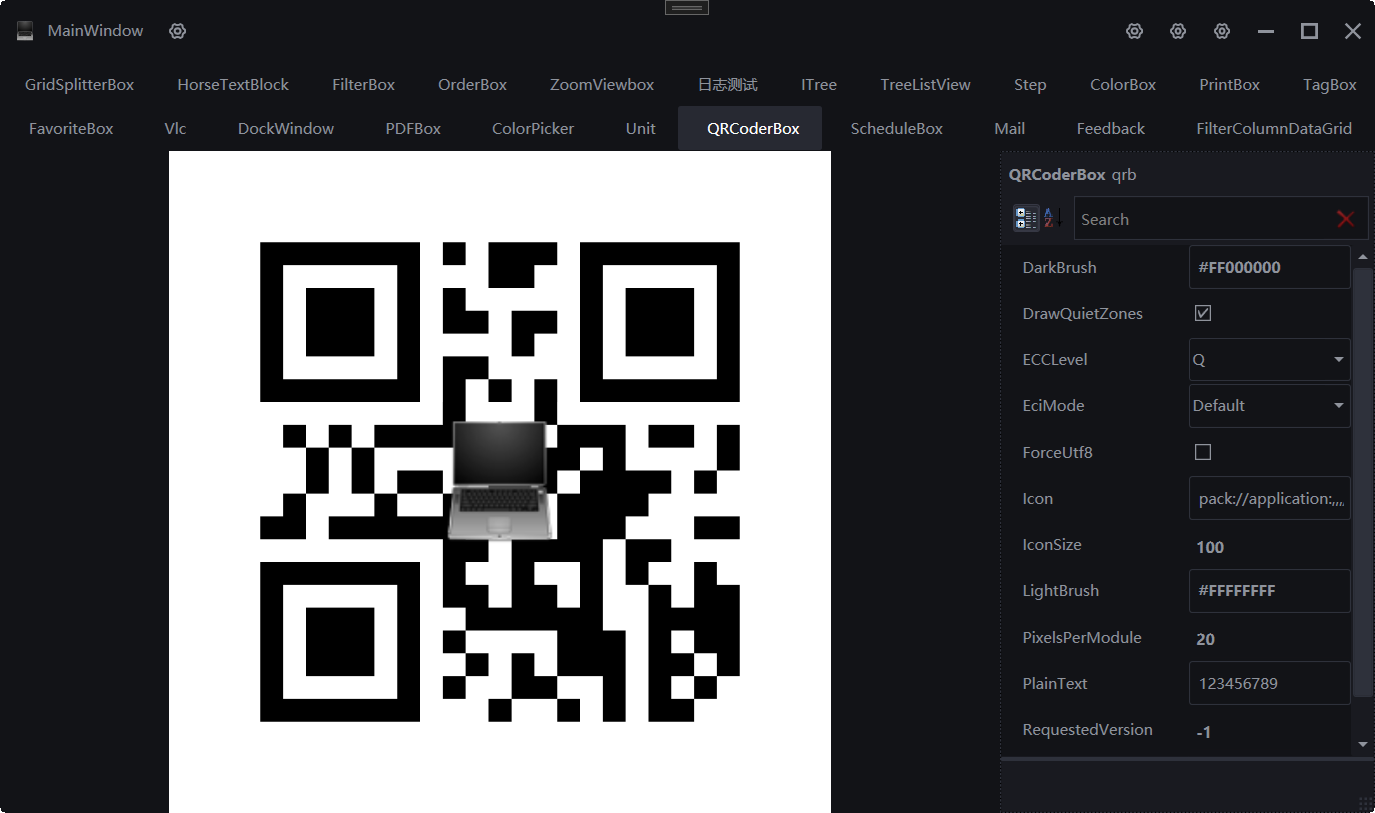 MainWindow
GridSplitterBox HorseTextBlock FilterBox OrderBox ZoomViewbox 日志测试 ITree TreeListView Step ColorBox PrintBox TagBox
FavoriteBox Vlc DockWindow PDFBox ColorPicker Unit QRCoderBox ScheduleBox Mail Feedback FilterColumnDataGrid
QRCoderBox qrb
Search
DarkBrush #FF000000
DrawQuietZones
ECCLevel Q
EciMode Default
ForceUtf8
Icon pack://application:,,,
IconSize 100
LightBrush #FFFFFFFF
PixelsPerModule 20
PlainText 123456789
RequestedVersion -1